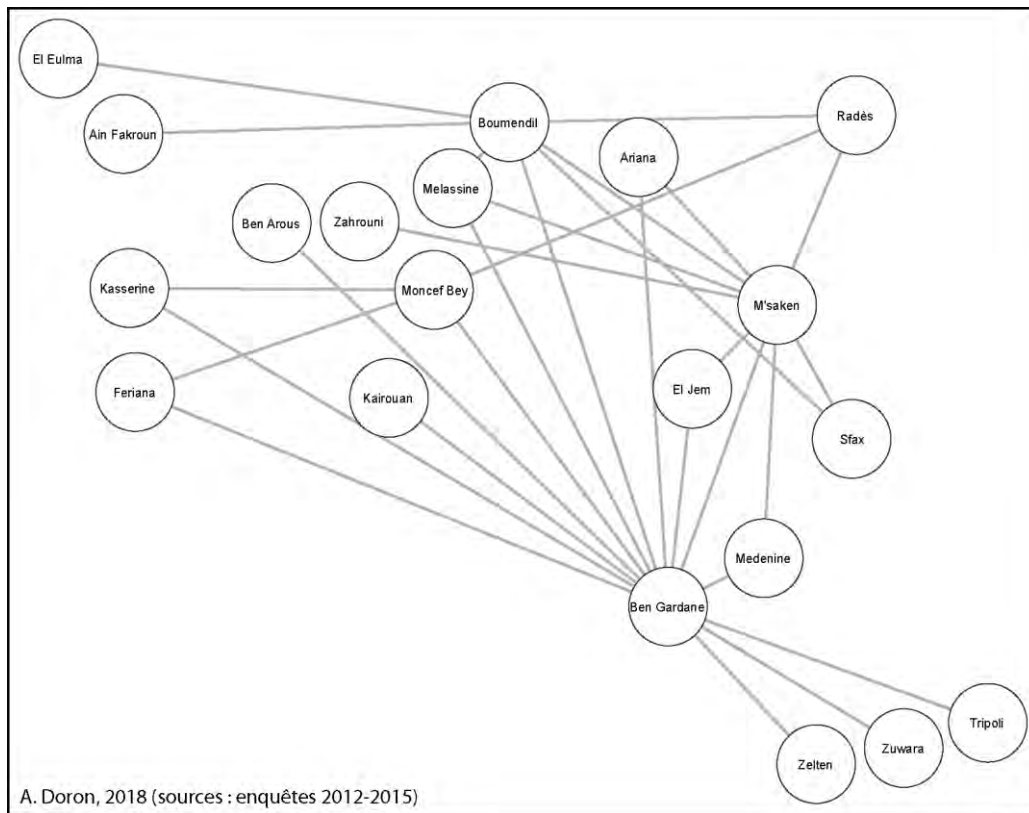 El Eulma
Ain Fakroun
Boumendil
Radès
Ariana
Melassine
Ben Arous
Zahrouni
Kasserine
Moncef Bey
M'saken
Feriana
Kairouan
El Jem
Sfax
Medenine
Ben Gardane
Tripoli
Zuwara
Zelten
A. Doron, 2018 (sources : enquêtes 2012-2015)